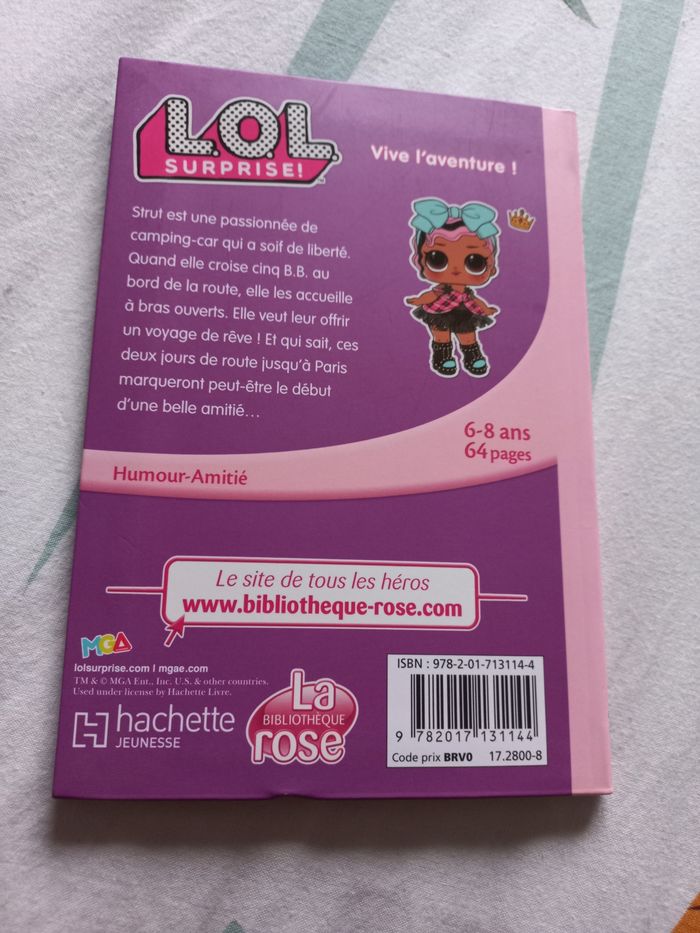 L.O.L.
SURPRISE!
™
Vive l'aventure !
Strut est une passionnée de
camping-car qui a soif de liberté.
Quand elle croise cinq B.B. au
bord de la route, elle les accueille
à bras ouverts. Elle veut leur offrir
un voyage de rêve ! Et qui sait, ces
deux jours de route jusqu'à Paris
marqueront peut-être le début
d'une belle amitié…
6-8 ans
64 pages
Humour-Amitié
Le site de tous les héros
www.bibliotheque-rose.com
MGA
lolsurprise.com I mgae.com
TM & © MGA Ent., Inc. U.S. & other countries.
Used under license by Hachette Livre.
hachette
JEUNESSE
La
BIBLIOTHÈQUE
rose
ISBN : 978-2-01-713114-4
9 782017 131144
Code prix BRV0 17.2800-8